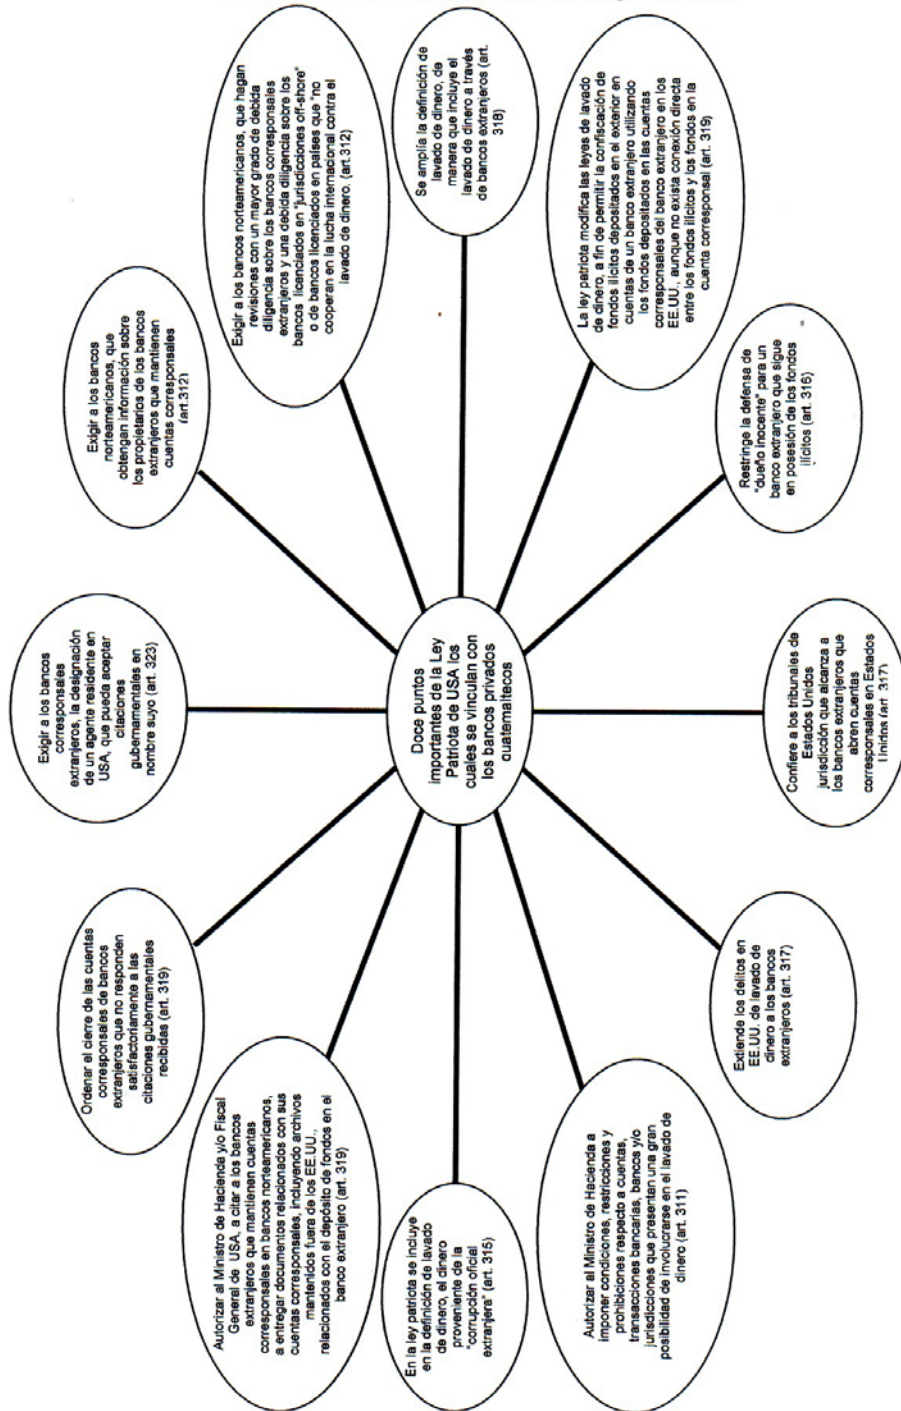 Doce puntos
importantes de la Ley
Patriota de USA los
cuales se vinculan con
los bancos privados
guatemaltecos
Exigir a los bancos
corresponsales
extranjeros, la designación
de un agente residente en
USA, que pueda aceptar
citaciones
gubernamentales en
nombre suyo (art. 323)
Exigir a los bancos
norteamericanos, que
obtengan información sobre
los propietarios de los bancos
extranjeros que mantienen
cuentas corresponsales
(art.312)
Exigir a los bancos norteamericanos, que hagan
revisiones con un mayor grado de debida
diligencia sobre los bancos corresponsales
extranjeros y una debida diligencia sobre los
bancos licenciados en "jurisdicciones off-shore"
o de bancos licenciados en países que "no
cooperan en la lucha internacional contra el
lavado de dinero. (art. 312)
Se amplía la definición de
lavado de dinero, de
manera que incluye el
lavado de dinero a través
de bancos extranjeros (art.
318)
La ley patriota modifica las leyes de lavado
de dinero, a fin de permitir la confiscación de
fondos ilícitos depositados en el exterior en
cuentas de un banco extranjero utilizando
los fondos depositados en las cuentas
corresponsales del banco extranjero en los
EE.UU., aunque no exista conexión directa
entre los fondos ilícitos y los fondos en la
cuenta corresponsal (art. 319)
Restringe la defensa de
"dueño inocente" para un
banco extranjero que sigue
en posesión de los fondos
ilícitos (art. 316)
Confiere a los tribunales de
Estados Unidos
jurisdicción que alcanza a
los bancos extranjeros que
abren cuentas
corresponsales en Estados
Unidos (art. 317)
Extiende los delitos en
EE.UU. de lavado de
dinero a los bancos
extranjeros (art. 317)
Autorizar al Ministro de Hacienda a
imponer condiciones, restricciones y
prohibiciones respecto a cuentas,
transacciones bancarias, bancos y/o
jurisdicciones que presentan una gran
posibilidad de involucrarse en el lavado de
dinero (art. 311)
En la ley patriota se incluye
en la definición de lavado
de dinero, el dinero
proveniente de la
"corrupción oficial
extranjera" (art. 315)
Autorizar al Ministro de Hacienda y/o Fiscal
General de USA, a citar a los bancos
extranjeros que mantienen cuentas
corresponsales en bancos norteamericanos,
a entregar documentos relacionados con sus
cuentas corresponsales, incluyendo archivos
mantenidos fuera de los EE.UU.,
relacionados con el depósito de fondos en el
banco extranjero (art. 319)
Ordenar el cierre de las cuentas
corresponsales de bancos
extranjeros que no responden
satisfactoriamente a las
citaciones gubernamentales
recibidas (art. 319)